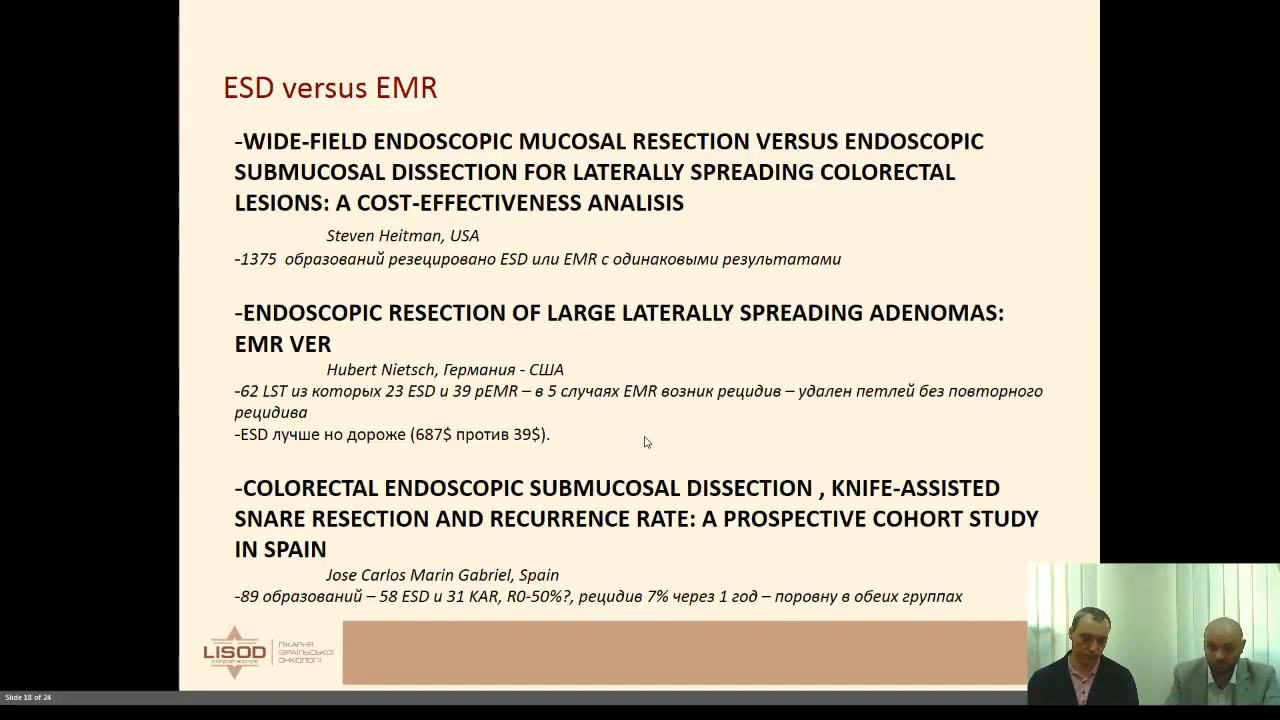 ESD versus EMR
-WIDE-FIELD ENDOSCOPIC MUCOSAL RESECTION VERSUS ENDOSCOPIC
SUBMUCOSAL DISSECTION FOR LATERALLY SPREADING COLORECTAL
LESIONS: A COST-EFFECTIVENESS ANALISIS
Steven Heitman, USA
-1375 образований резецировано ESD или EMR с одинаковыми результатами
-ENDOSCOPIC RESECTION OF LARGE LATERALLY SPREADING ADENOMAS:
EMR VER
Hubert Nietsch, Германия - США
-62 LST из которых 23 ESD и 39 pEMR – в 5 случаях EMR возник рецидив – удален петлей без повторного
рецидива
-ESD лучше но дороже (687$ против 39$).
-COLORECTAL ENDOSCOPIC SUBMUCOSAL DISSECTION , KNIFE-ASSISTED
SNARE RESECTION AND RECURRENCE RATE: A PROSPECTIVE COHORT STUDY
IN SPAIN
Jose Carlos Marin Gabriel, Spain
-89 образований – 58 ESD и 31 KAR, R0-50%?, рецидив 7% через 1 год – поровну в обеих группах
LISOD
ЛІКАРНЯ
ІЗРАЇЛЬСЬКОЇ
ОНКОЛОГІЇ
Slide 18 of 24